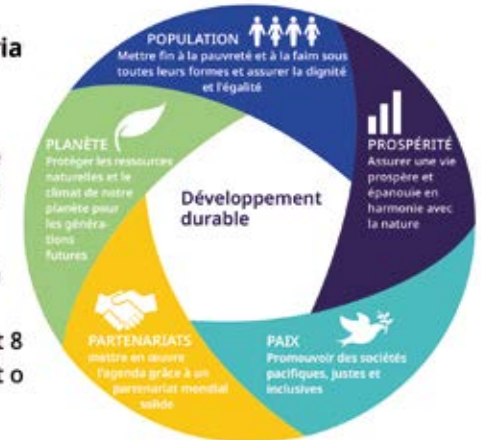 ia
t 8
t o
POPULATION
Mettre fin à la pauvreté et à la faim sous
toutes leurs formes et assurer la dignité
et l'égalité
PROSPÉRITÉ
Assurer une vie
prospère et
épanouie en
harmonie avec
la nature
PAIX
Promouvoir des sociétés
pacifiques, justes et
inclusives
PARTENARIATS
mettre en œuvre
l'agenda grâce à un
partenariat mondial
solide
PLANÈTE
Protéger les ressources
naturelles et le
climat de notre
planète pour
les généra-
tions
futures
Développement
durable